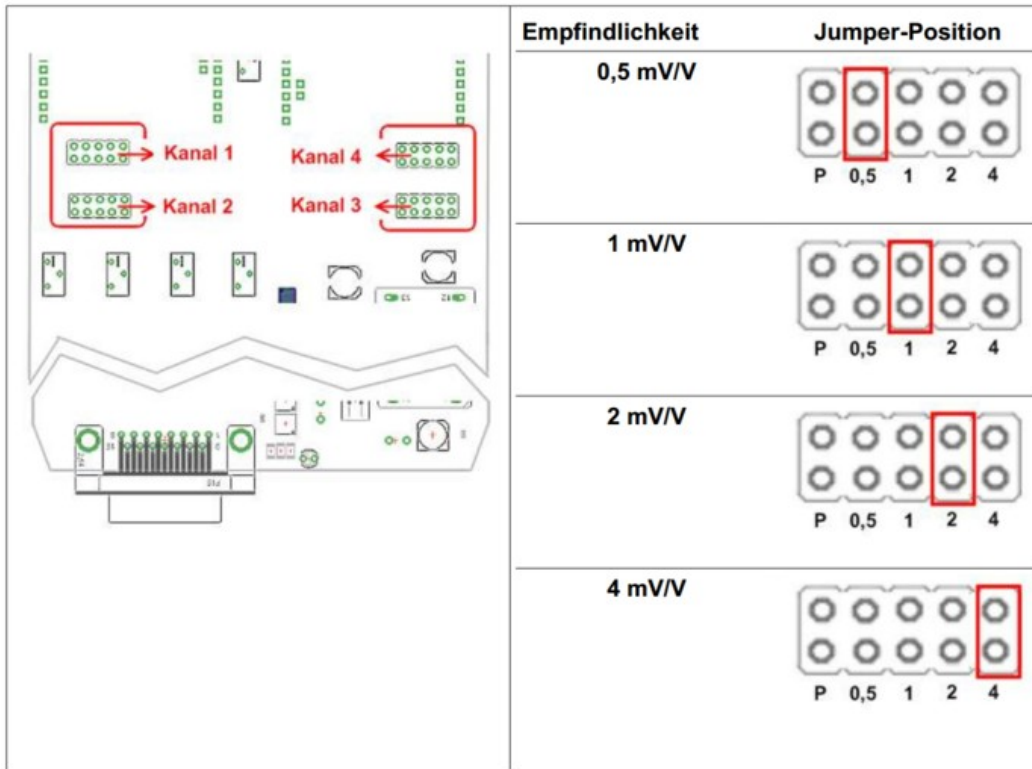 Kanal 1
Kanal 4
Kanal 2
Kanal 3
Empfindlichkeit Jumper-Position
0,5 mV/V
P 0,5 1 2 4
1 mV/V
P 0,5 1 2 4
2 mV/V
P 0,5 1 2 4
4 mV/V
P 0,5 1 2 4